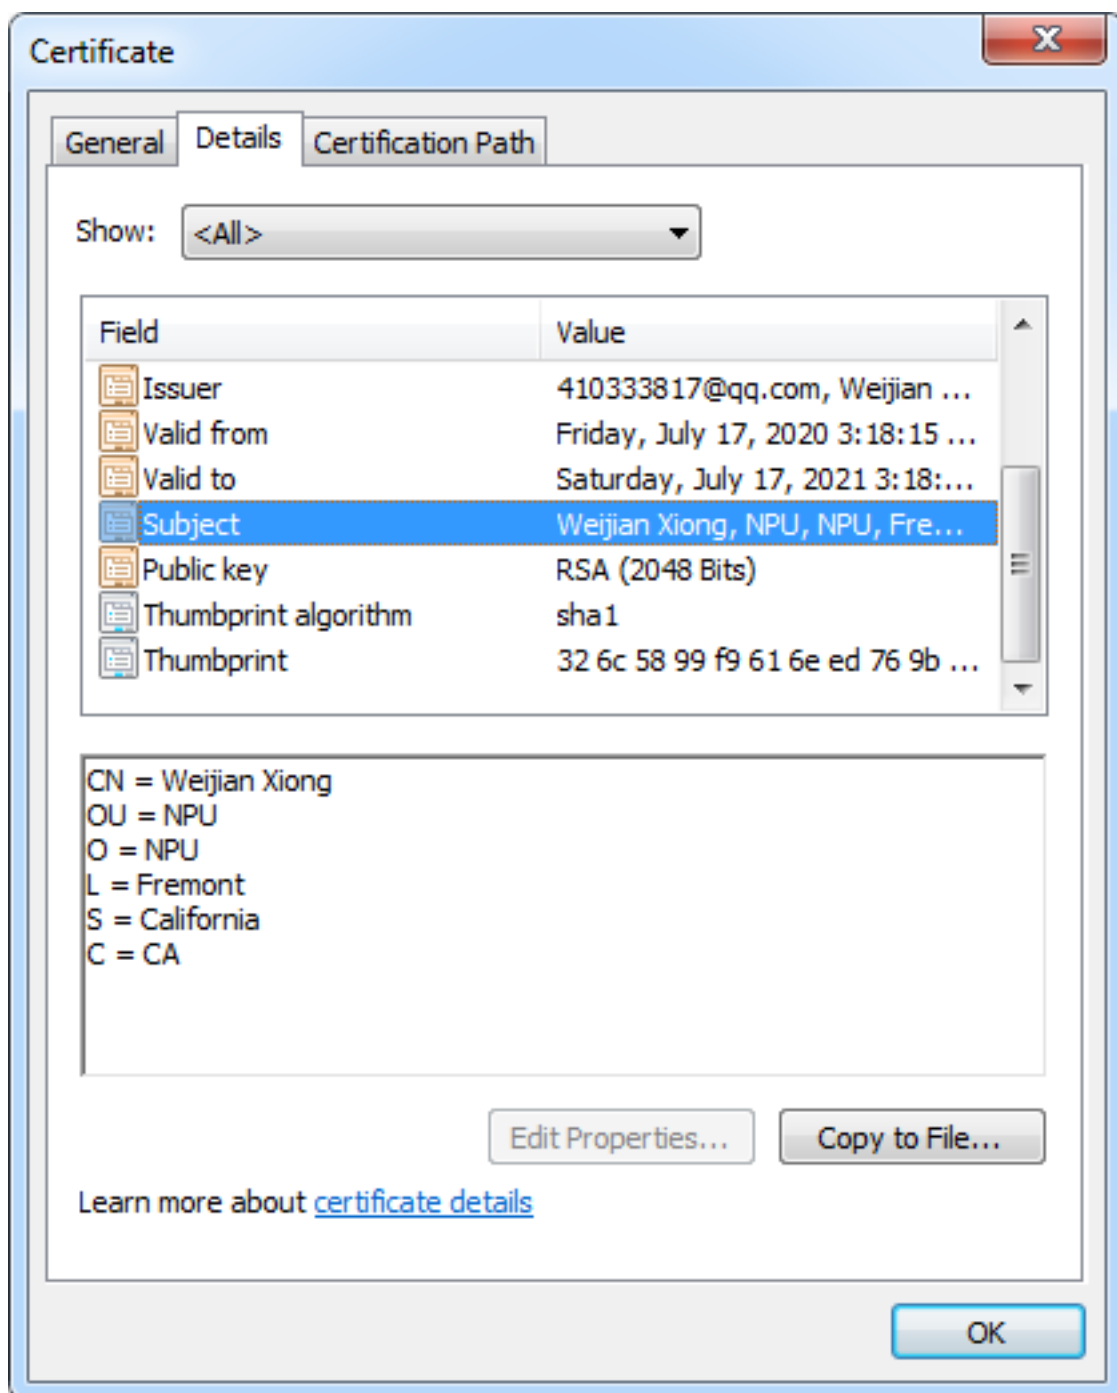 Certificate
General Details Certification Path
Show: <All>
Field Value
Issuer 410333817@qq.com, Weijian ...
Valid from Friday, July 17, 2020 3:18:15 ...
Valid to Saturday, July 17, 2021 3:18:...
Subject Weijian Xiong, NPU, NPU, Fre...
Public key RSA (2048 Bits)
Thumbprint algorithm sha1
Thumbprint 32 6c 58 99 f9 61 6e ed 76 9b ...
CN = Weijian Xiong
OU = NPU
O = NPU
L = Fremont
S = California
C = CA
Edit Properties... Copy to File...
Learn more about certificate details
OK